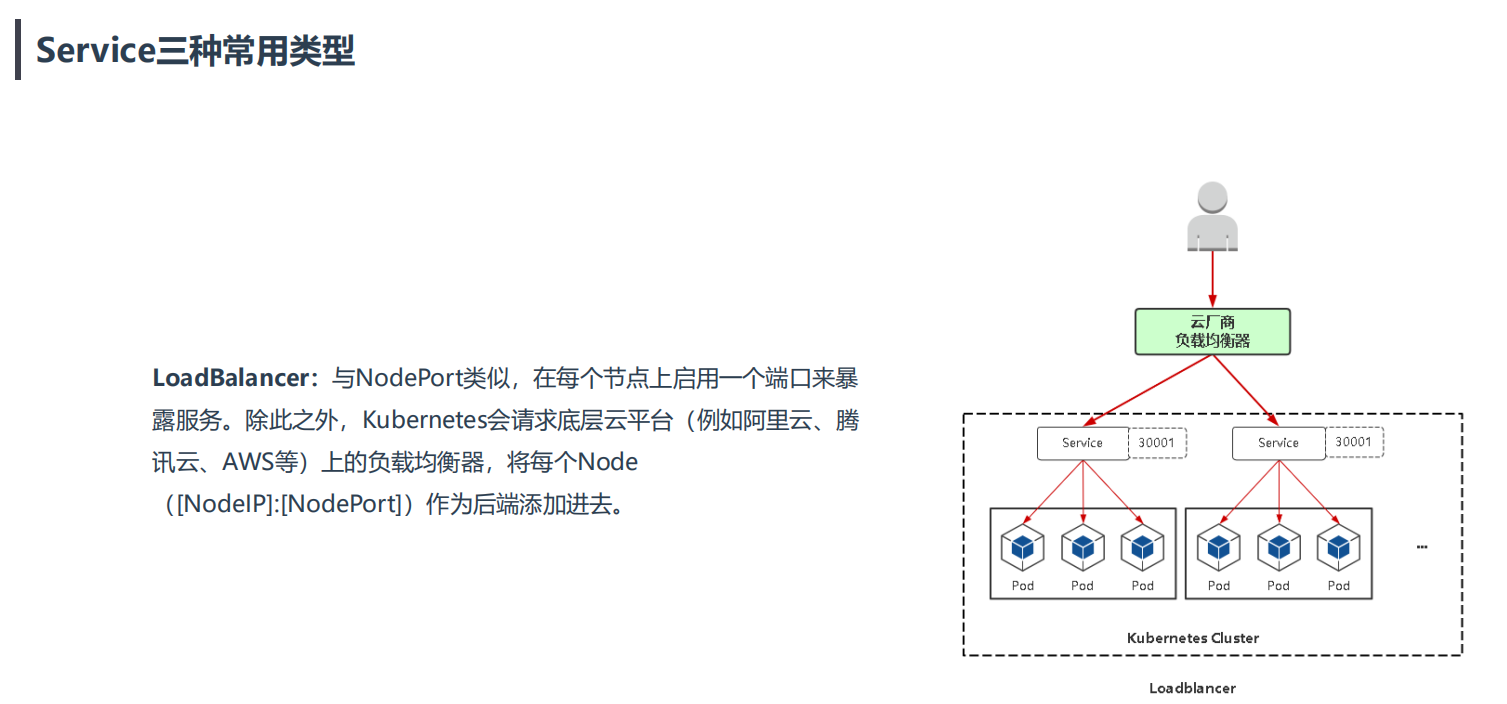 Service三种常用类型
LoadBalancer：与NodePort类似，在每个节点上启用一个端口来暴
露服务。除此之外，Kubernetes会请求底层云平台（例如阿里云、腾
讯云、AWS等）上的负载均衡器，将每个Node
（[NodeIP]:[NodePort]）作为后端添加进去。
云厂商
负载均衡器
Service
30001
Service
30001
Pod
Pod
Pod
Pod
Pod
Pod
...
Kubernetes Cluster
Loadblancer